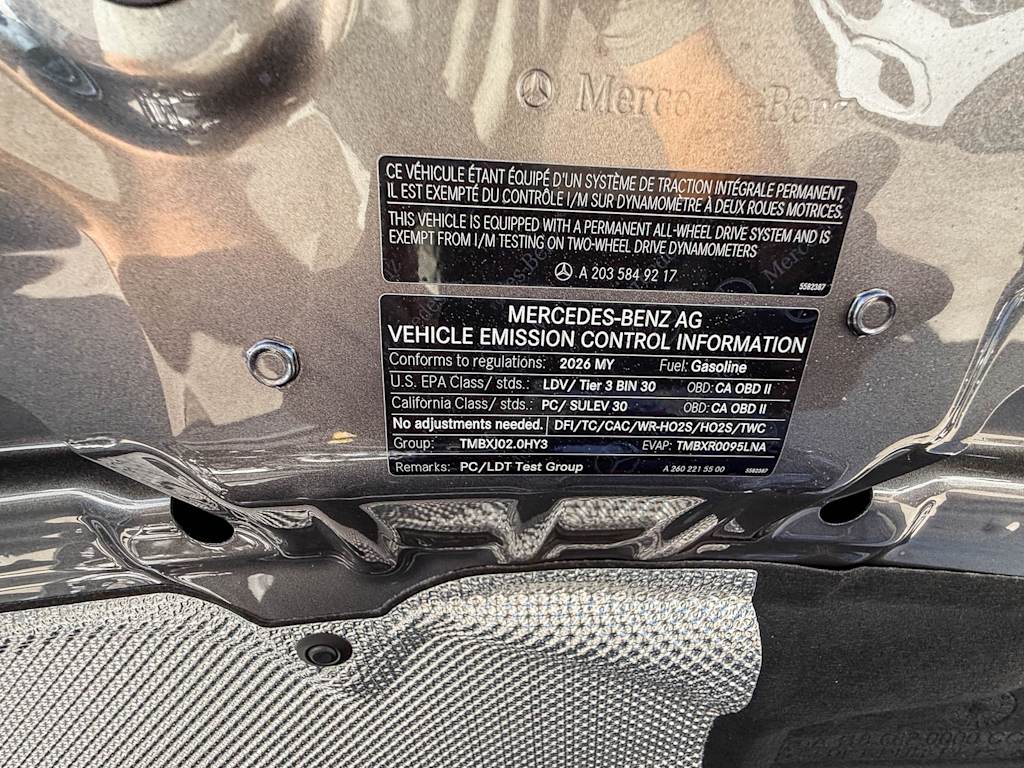 Mercedes-Benz
CE VÉHICULE ÉTANT ÉQUIPÉ D'UN SYSTÈME DE TRACTION INTÉGRALE PERMANENT,
IL EST EXEMPTÉ DU CONTRÔLE I/M SUR DYNAMOMÈTRE À DEUX ROUES MOTRICES.
THIS VEHICLE IS EQUIPPED WITH A PERMANENT ALL-WHEEL DRIVE SYSTEM AND IS
EXEMPT FROM I/M TESTING ON TWO-WHEEL DRIVE DYNAMOMETERS
A 203 584 92 17
5582387
MERCEDES-BENZ AG
VEHICLE EMISSION CONTROL INFORMATION
Conforms to regulations: 2026 MY Fuel: Gasoline
U.S. EPA Class/ stds.: LDV/ Tier 3 BIN 30 OBD: CA OBD II
California Class/ stds.: PC/ SULEV 30 OBD: CA OBD II
No adjustments needed. DFI/TC/CAC/WR-HO2S/HO2S/TWC
Group: TMBXJ02.0HY3 EVAP: TMBXR0095LNA
Remarks: PC/LDT Test Group A 260 221 55 00 5582387